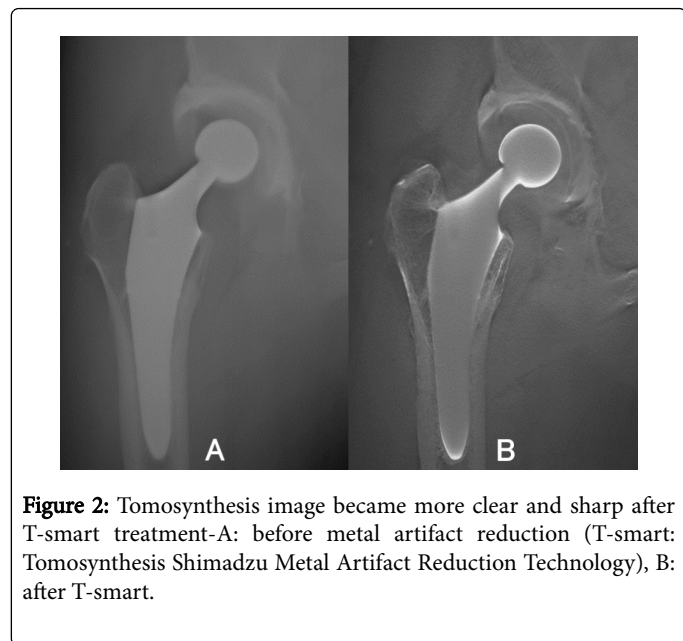 A
B
Figure 2: Tomosynthesis image became more clear and sharp after
T-smart treatment-A: before metal artifact reduction (T-smart:
Tomosynthesis Shimadzu Metal Artifact Reduction Technology), B:
after T-smart.